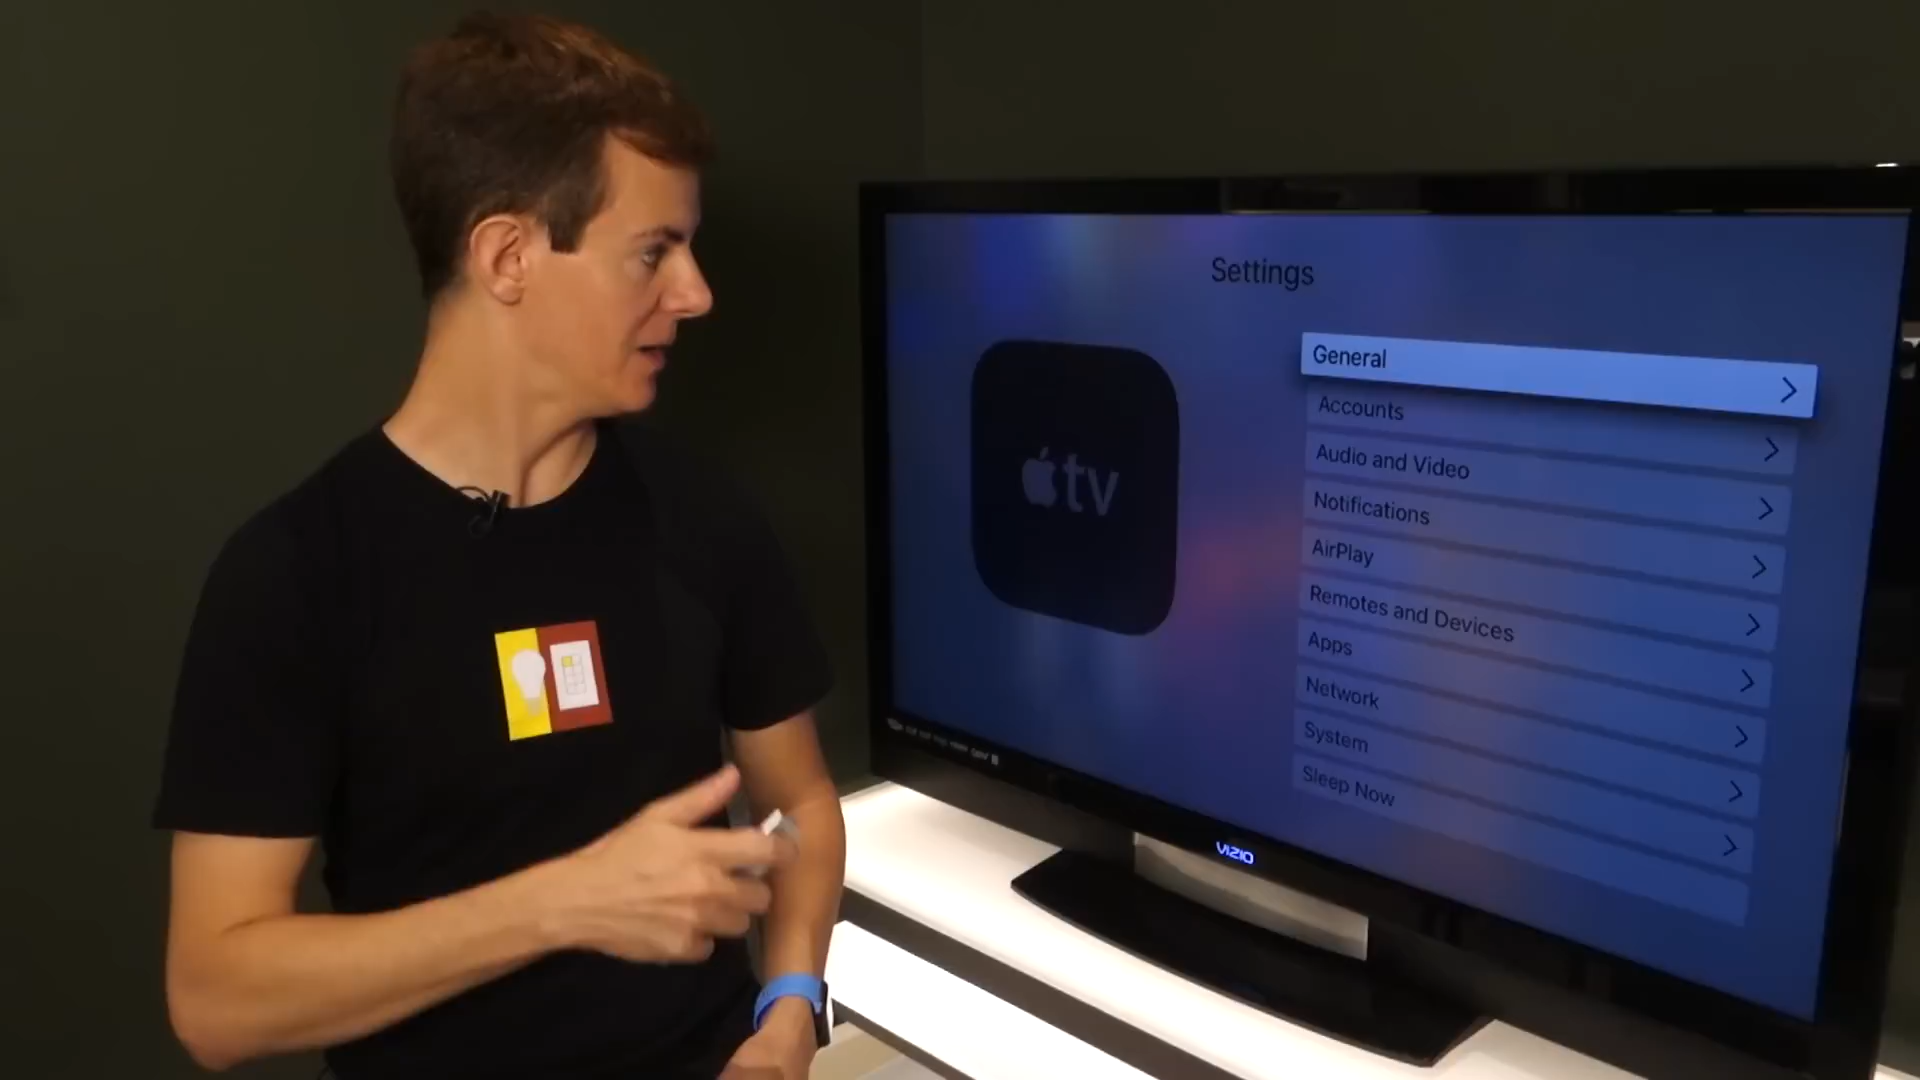 Settings
General
Accounts
Audio and Video
Notifications
AirPlay
Remotes and Devices
Apps
Network
System
Sleep Now
tv
VIZIO